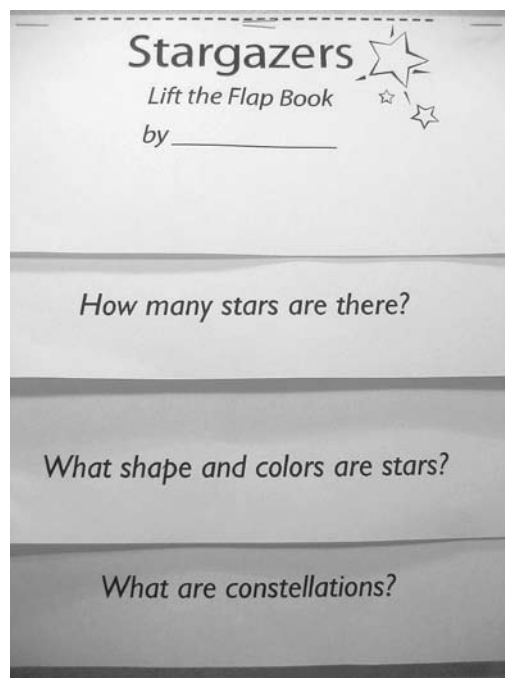 Stargazers
Lift the Flap Book
by
How many stars are there?
What shape and colors are stars?
What are constellations?